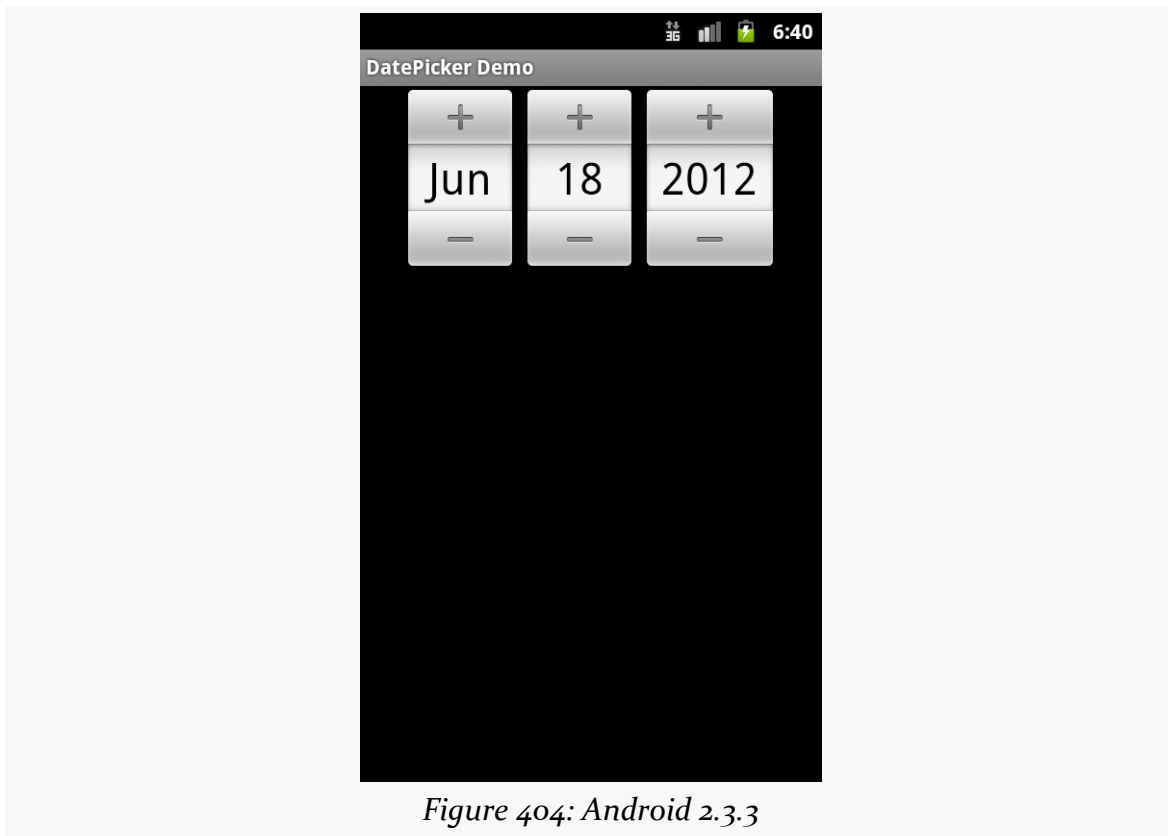 3G 6:40
DatePicker Demo
+ + +
Jun 18 2012
− − −
Figure 404: Android 2.3.3